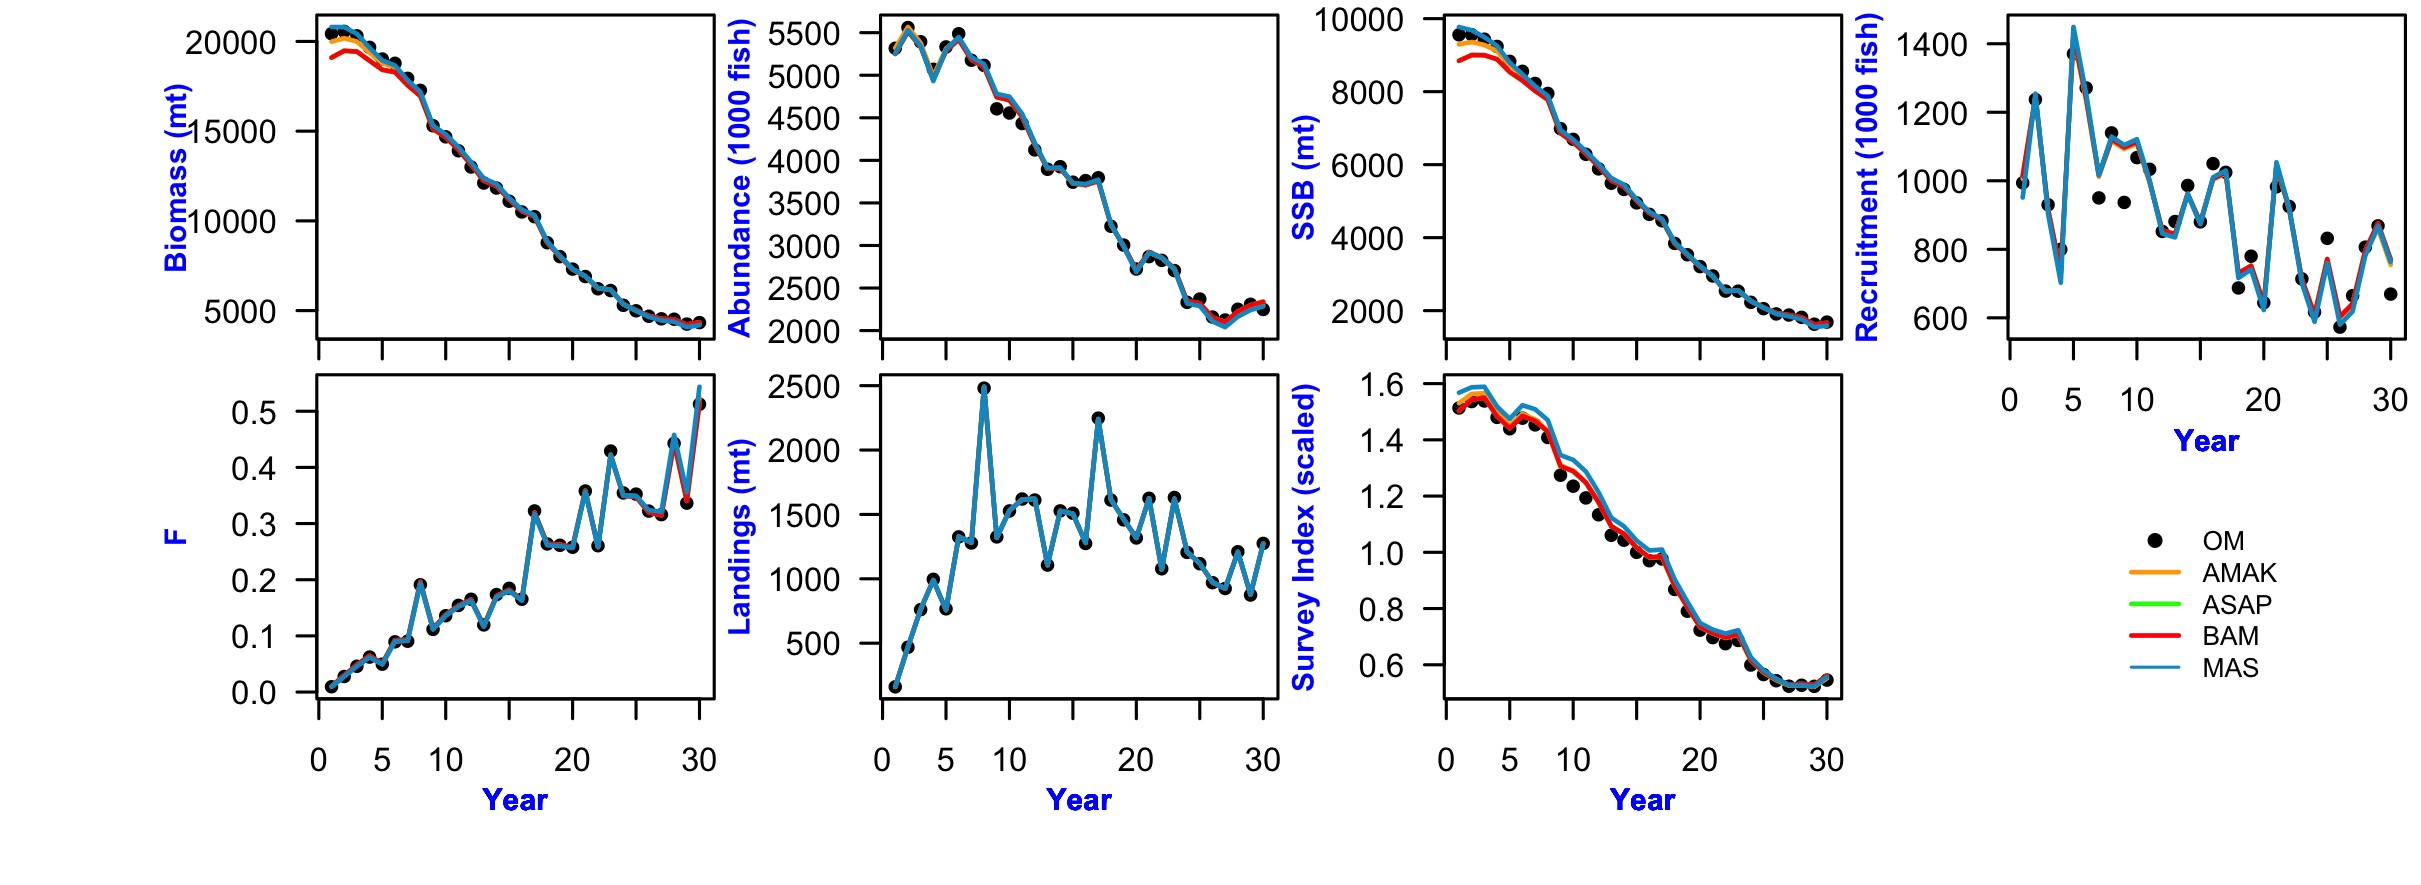 Biomass (mt)
20000
15000
10000
5000
Abundance (1000 fish)
5500
5000
4500
4000
3500
3000
2500
2000
SSB (mt)
10000
8000
6000
4000
2000
Recruitment (1000 fish)
1400
1200
1000
800
600
0 5 10 20 30
Year
F
0.5
0.4
0.3
0.2
0.1
0.0
0 5 10 20 30
Year
Landings (mt)
2500
2000
1500
1000
500
0 5 10 20 30
Year
Survey Index (scaled)
1.6
1.4
1.2
1.0
0.8
0.6
0 5 10 20 30
Year
OM
AMAK
ASAP
BAM
MAS